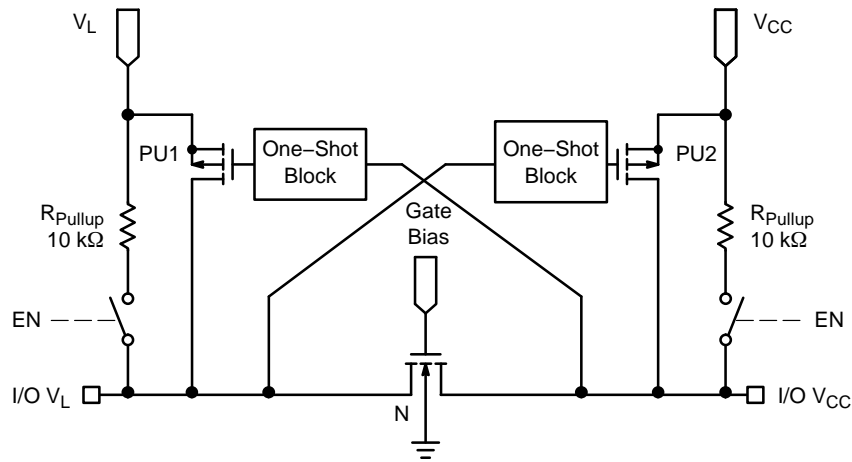 V_L
V_CC
PU1
One–Shot
Block
One–Shot
Block
PU2
Gate
Bias
R_Pullup
10 kΩ
R_Pullup
10 kΩ
EN
EN
I/O V_L
N
I/O V_CC